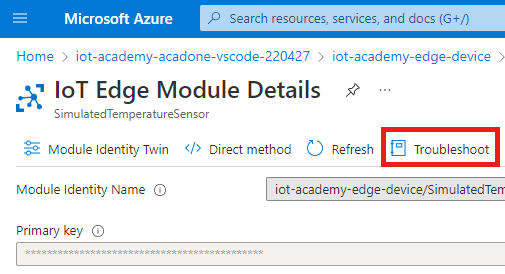 Microsoft Azure
Search resources, services, and docs (G+/)
Home > iot-academy-acadone-vscode-220427 > iot-academy-edge-device >
IoT Edge Module Details
SimulatedTemperatureSensor
Module Identity Twin </> Direct method Refresh Troubleshoot
Module Identity Name iot-academy-edge-device/SimulatedTem
Primary key
********************************************